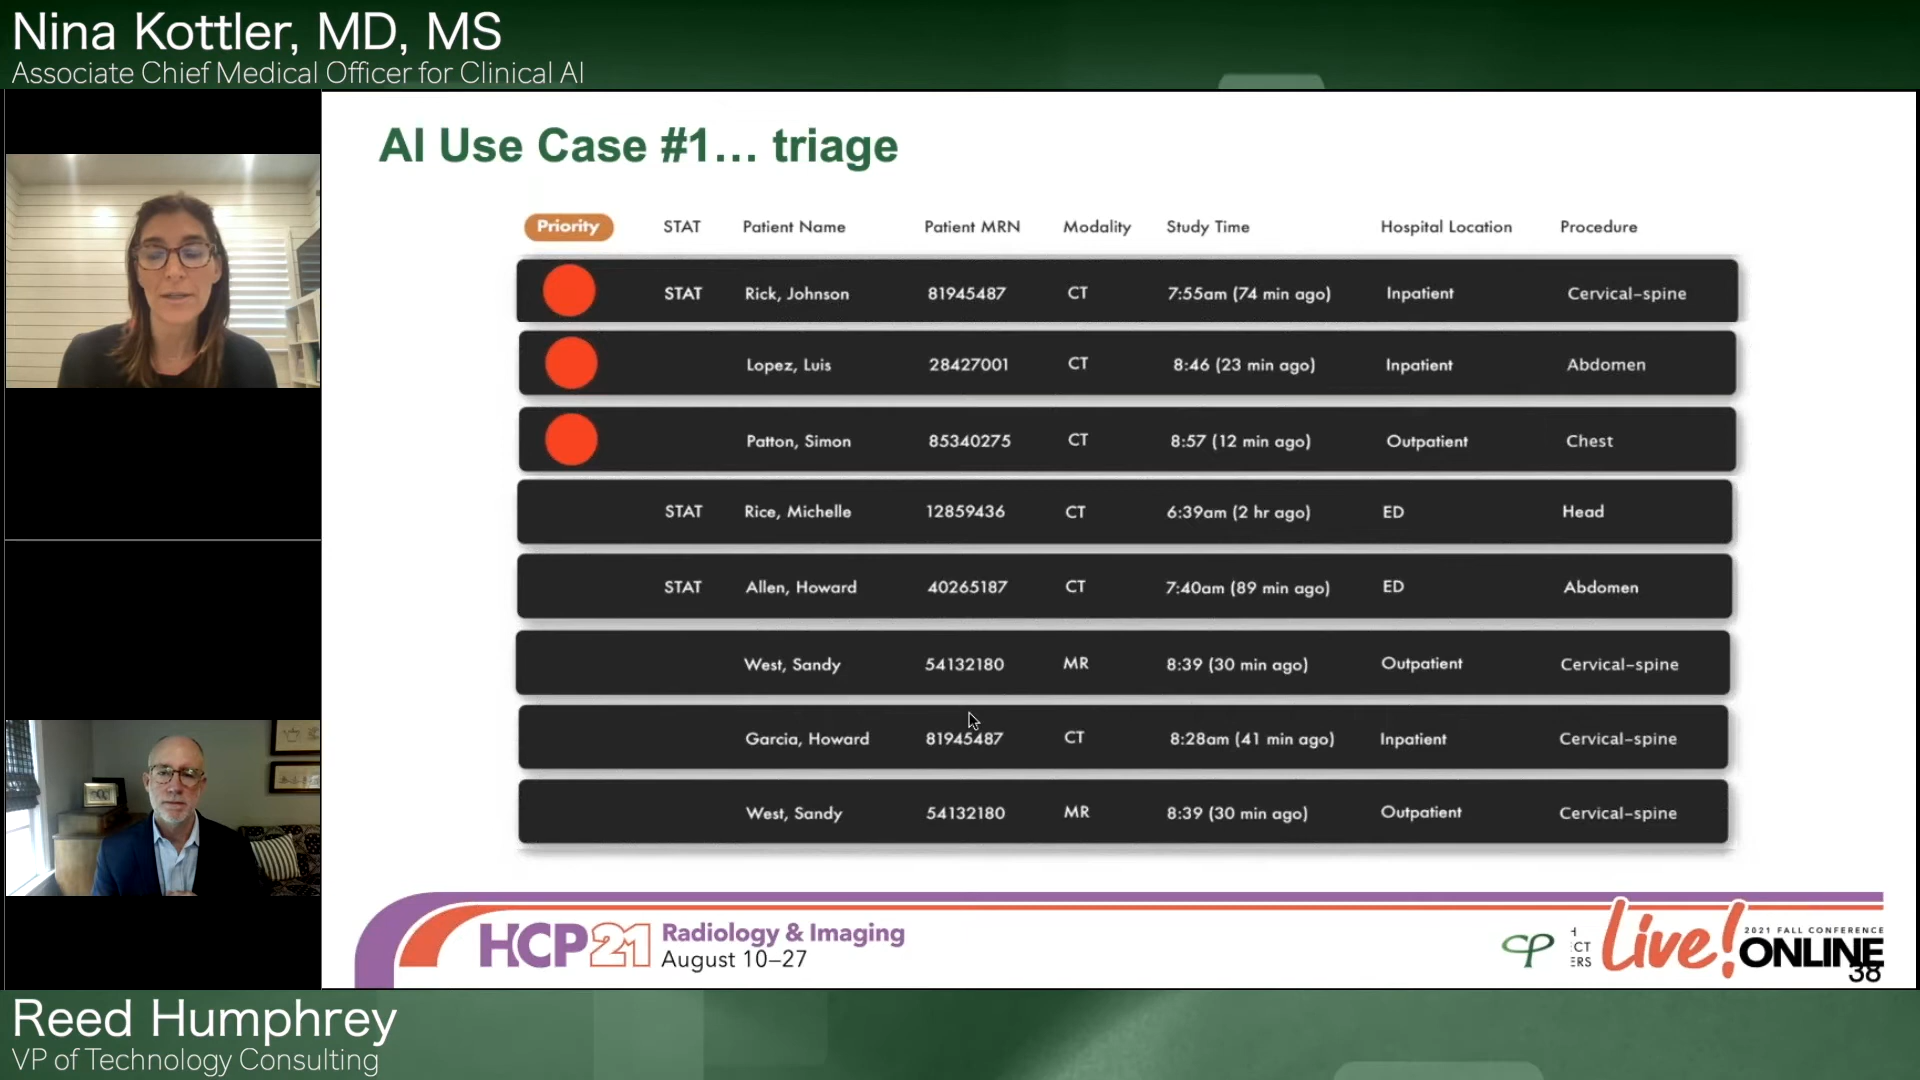 Nina Kottler, MD, MS
Associate Chief Medical Officer for Clinical AI
AI Use Case #1... triage
Priority STAT Patient Name Patient MRN Modality Study Time Hospital Location Procedure
STAT Rick, Johnson 81945487 CT 7:55am (74 min ago) Inpatient Cervical-spine
Lopez, Luis 28427001 CT 8:46 (23 min ago) Inpatient Abdomen
Patton, Simon 85340275 CT 8:57 (12 min ago) Outpatient Chest
STAT Rice, Michelle 12859436 CT 6:39am (2 hr ago) ED Head
STAT Allen, Howard 40265187 CT 7:40am (89 min ago) ED Abdomen
West, Sandy 54132180 MR 8:39 (30 min ago) Outpatient Cervical-spine
Garcia, Howard 81945487 CT 8:28am (41 min ago) Inpatient Cervical-spine
West, Sandy 54132180 MR 8:39 (30 min ago) Outpatient Cervical-spine
HCP21 Radiology & Imaging
August 10–27
cp
H
CT
ERS
Live! 2021 FALL CONFERENCE
ONLINE
38
Reed Humphrey
VP of Technology Consulting